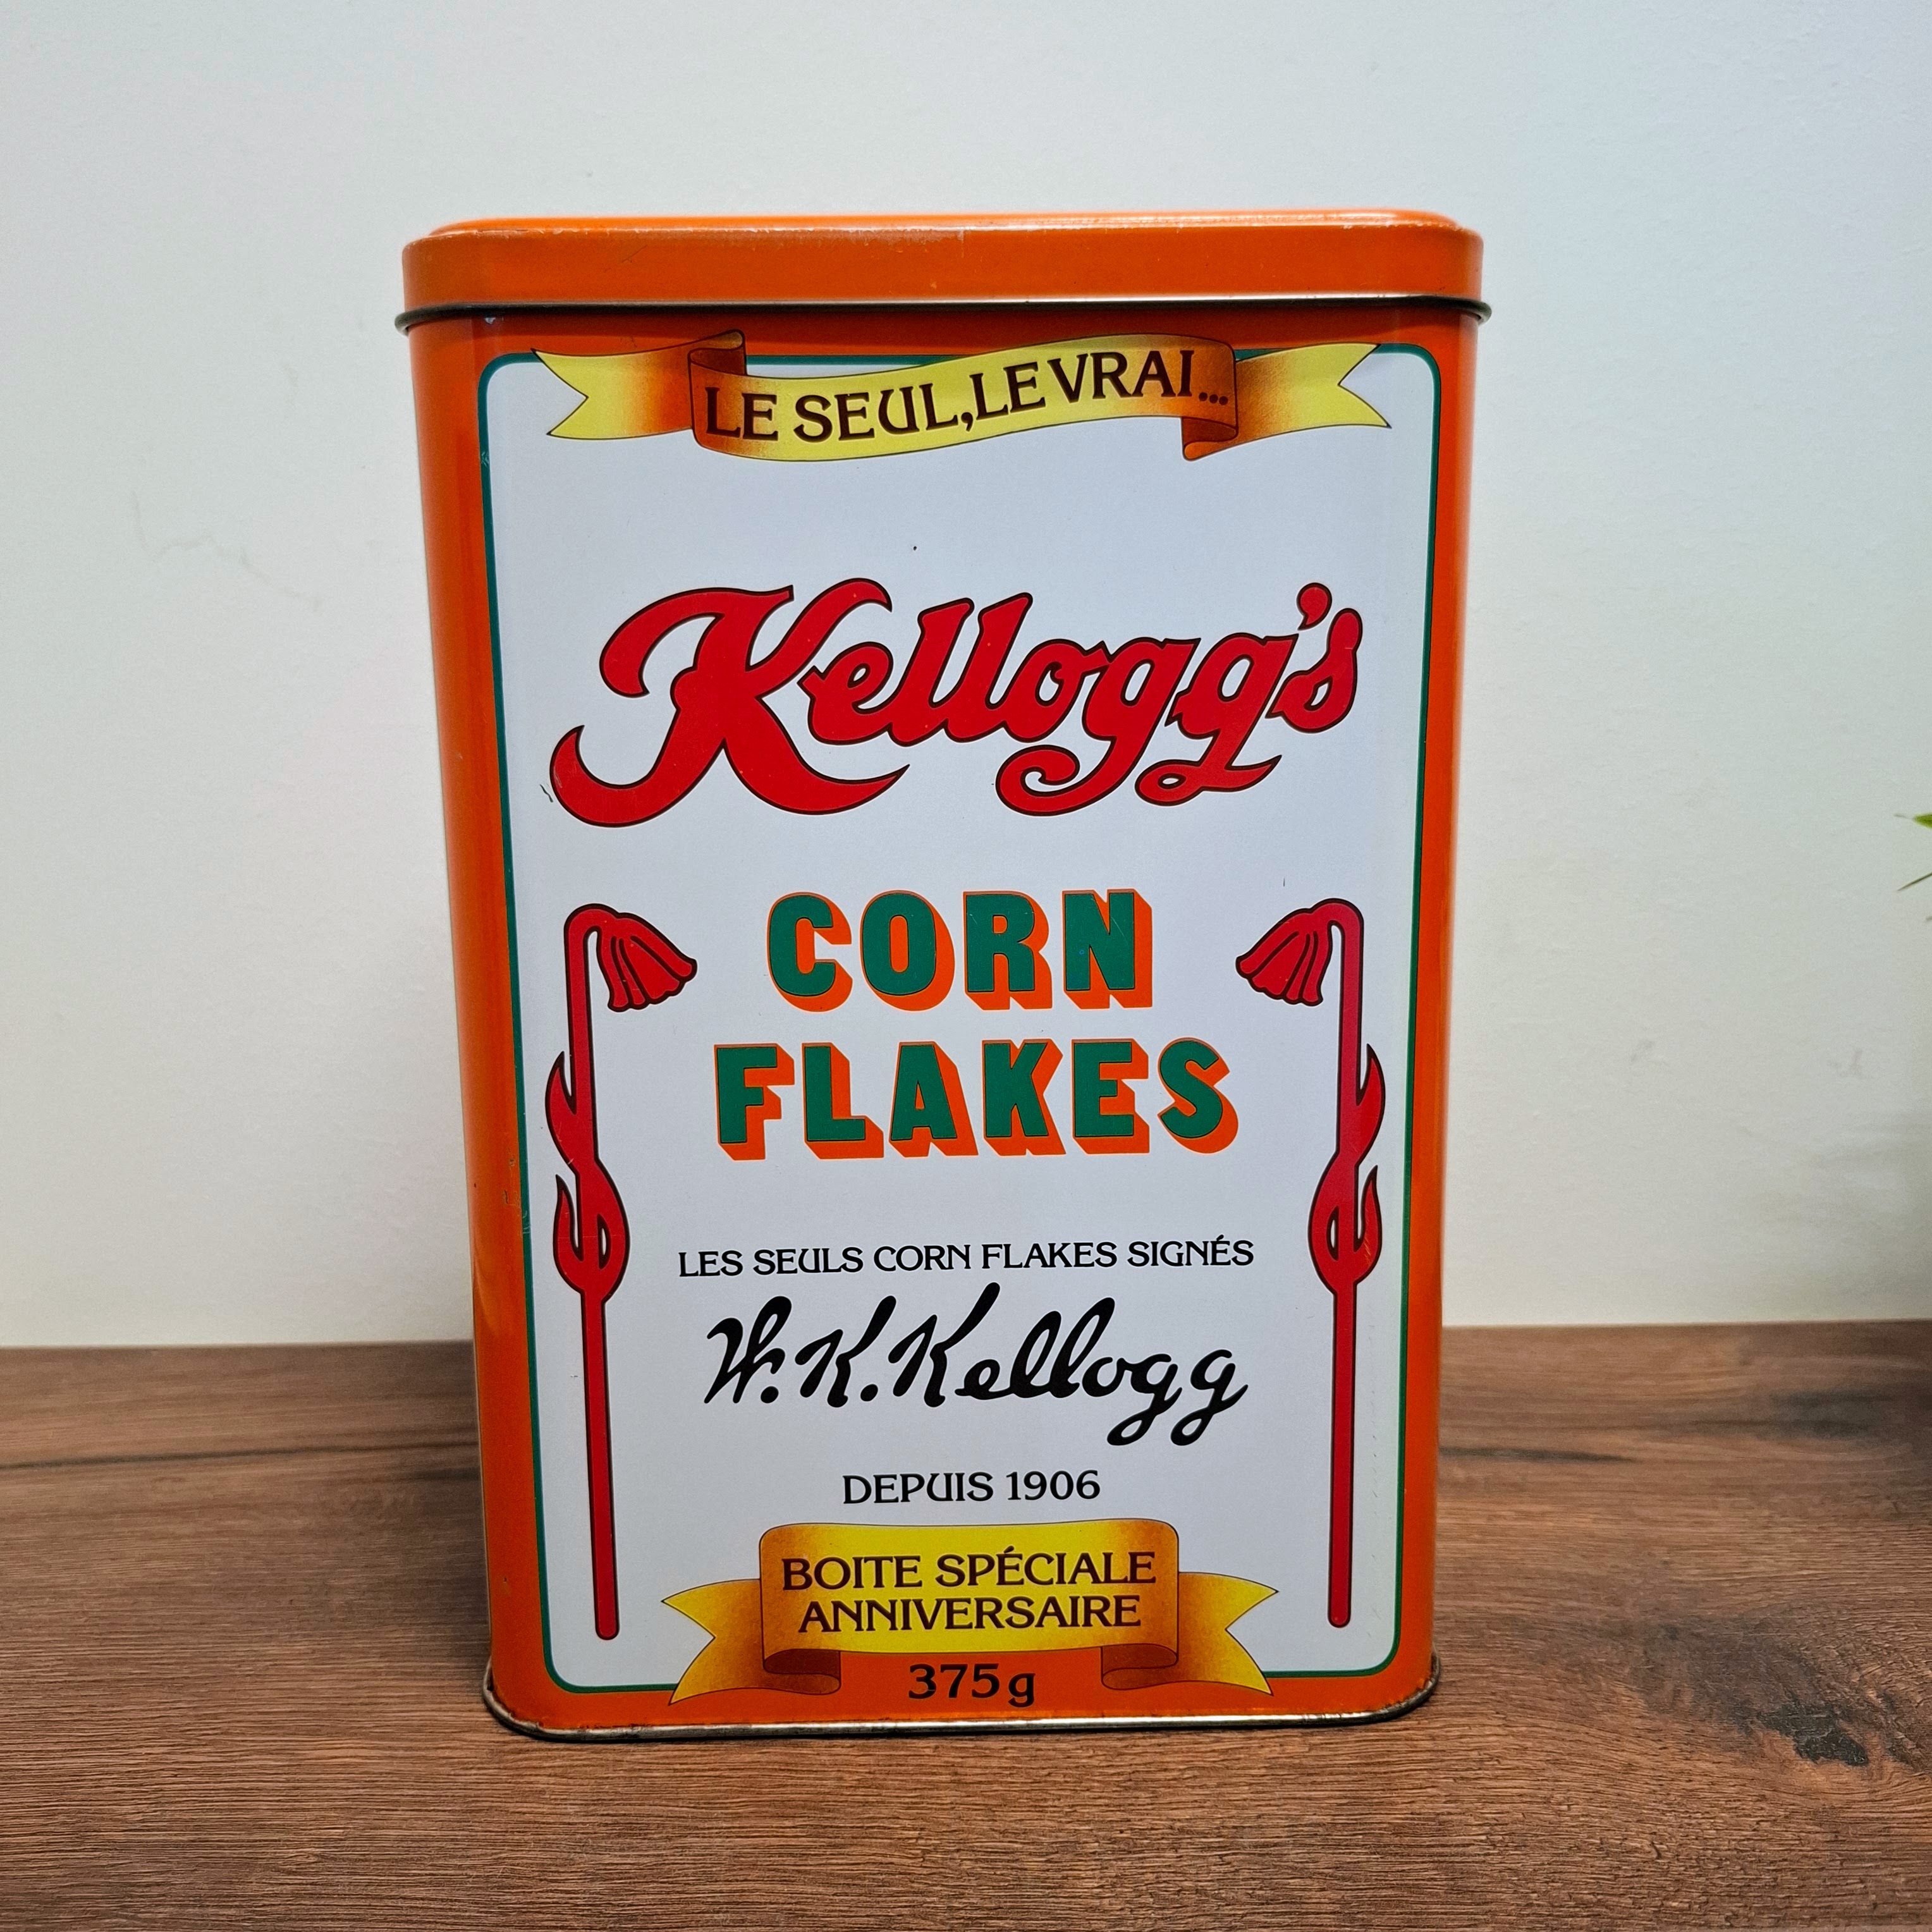 LE SEUL, LE VRAI...
Kellogg's
CORN
FLAKES
LES SEULS CORN FLAKES SIGNÉS
W.K.Kellogg
DEPUIS 1906
BOITE SPÉCIALE
ANNIVERSAIRE
375g